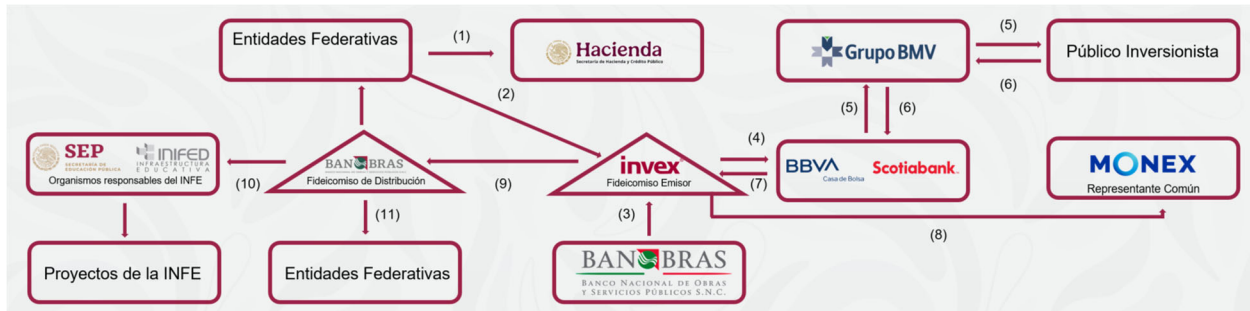 Entidades Federativas
(1)
Hacienda
Secretaría de Hacienda y Crédito Público
Grupo BMV
(5)
(6)
Público Inversionista
(2)
(5)
(6)
SEP
SECRETARÍA DE
EDUCACIÓN PÚBLICA
INIFED
INFRAESTRUCTURA
EDUCATIVA
Organismos responsables del INFE
(10)
BANOBRAS
Fideicomiso de Distribución
(9)
invex
Fideicomiso Emisor
(4)
(7)
BBVA
Casa de Bolsa
Scotiabank
MONEX
Representante Común
(11)
(3)
(8)
Proyectos de la INFE
Entidades Federativas
BANOBRAS
BANCO NACIONAL DE OBRAS
Y SERVICIOS PÚBLICOS S.N.C.